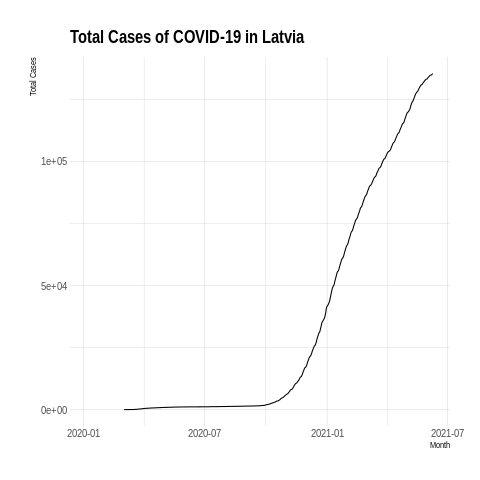 Total Cases of COVID-19 in Latvia
Total Cases
1e+05
5e+04
0e+00
2020-01 2020-07 2021-01 2021-07
Month